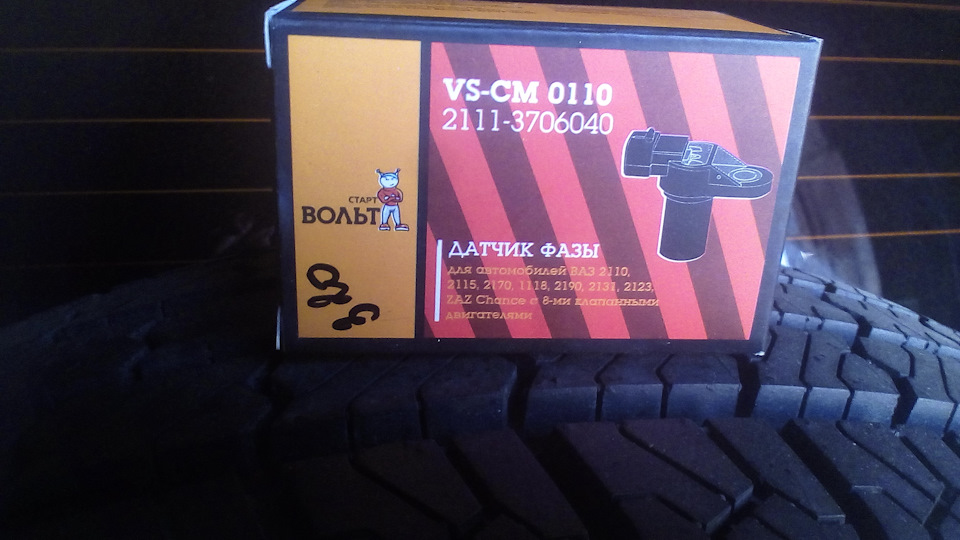 VS-CM 0110
2111-3706040
СТАРТ
ВОЛЬТ
ДАТЧИК ФАЗЫ
для автомобилей ВАЗ 2110,
2115, 2170, 1118, 2190, 2131, 2123,
ZAZ Chance с 8-ми клапанными
двигателями